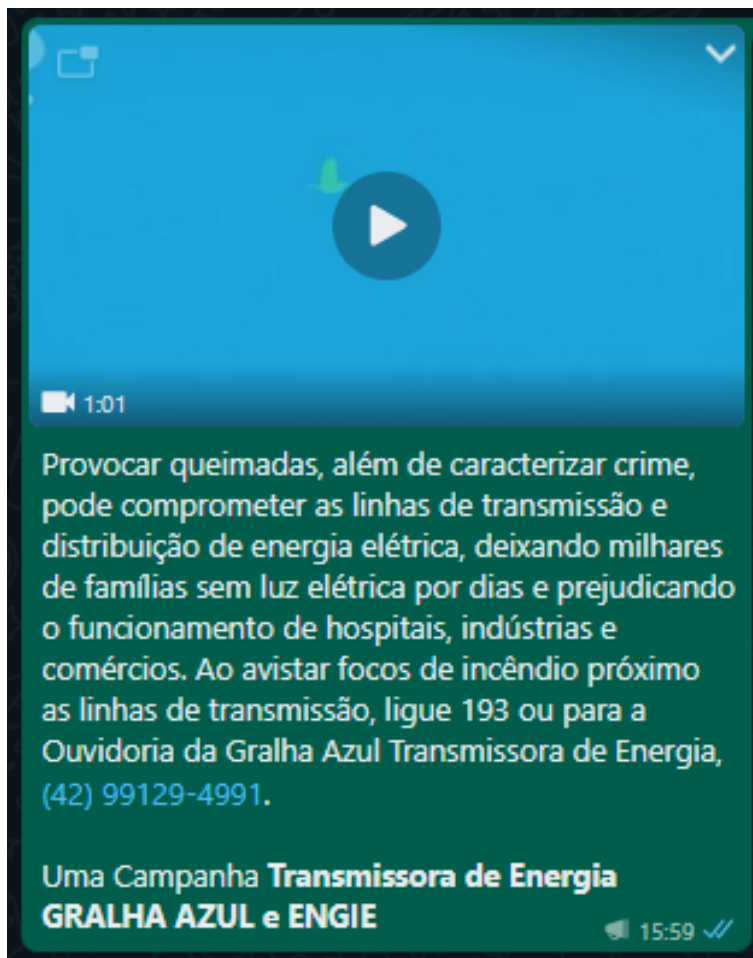 1:01
Provocar queimadas, além de caracterizar crime,
pode comprometer as linhas de transmissão e
distribuição de energia elétrica, deixando milhares
de famílias sem luz elétrica por dias e prejudicando
o funcionamento de hospitais, indústrias e
comércios. Ao avistar focos de incêndio próximo
as linhas de transmissão, ligue 193 ou para a
Ouvidoria da Gralha Azul Transmissora de Energia,
(42) 99129-4991.
Uma Campanha Transmissora de Energia
GRALHA AZUL e ENGIE
15:59